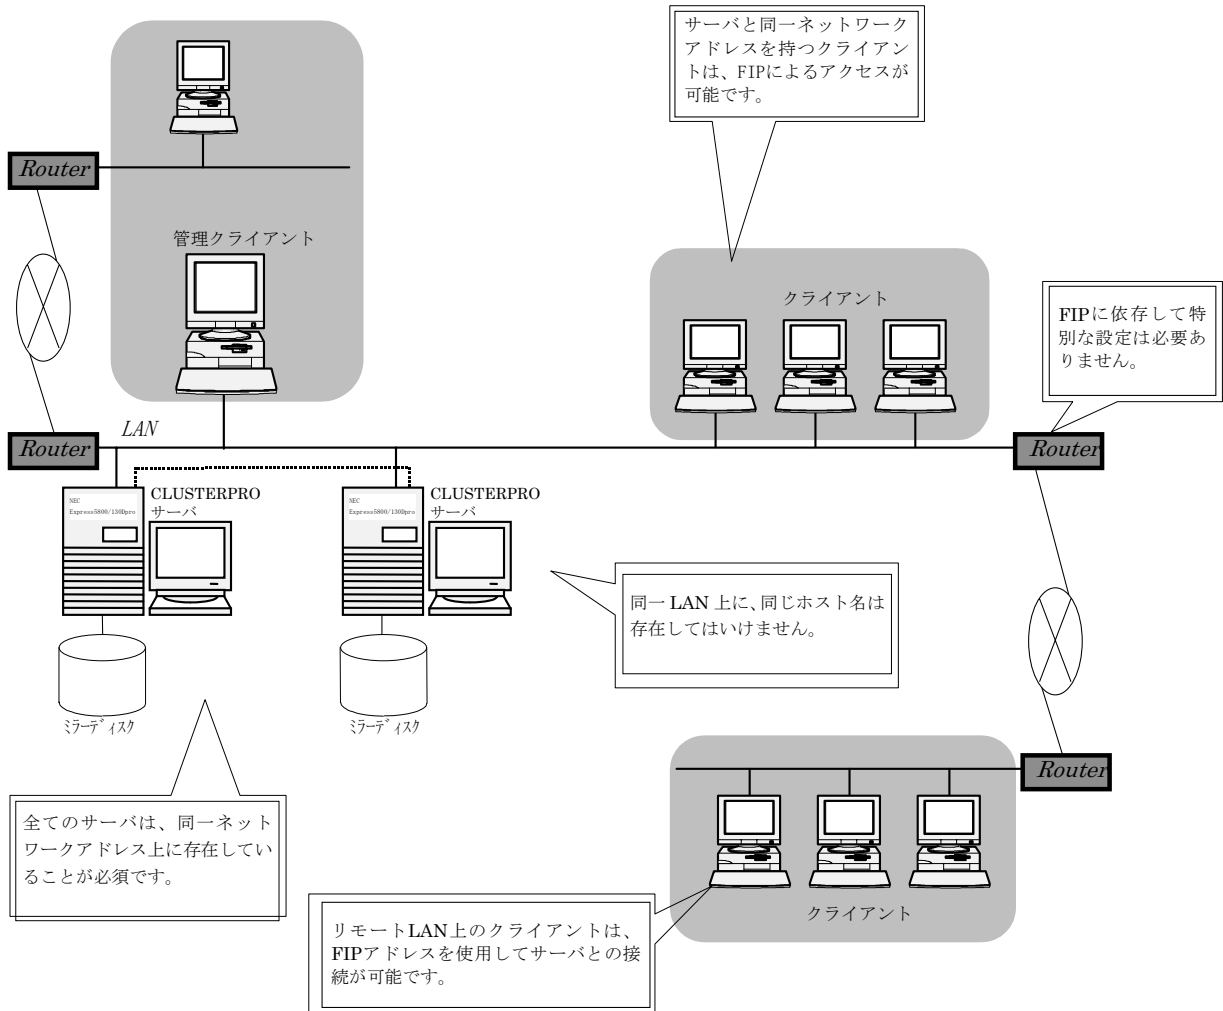 サーバと同一ネットワーク
アドレスを持つクライアン
トは、FIPによるアクセスが
可能です。
Router
管理クライアント
クライアント
FIPに依存して特
別な設定は必要あ
りません。
LAN
Router
Router
CLUSTERPRO
サーバ
NEC
Express5800/130Dpro
CLUSTERPRO
サーバ
NEC
Express5800/130Dpro
同一 LAN 上に、同じホスト名は
存在してはいけません。
ミラーディスク
ミラーディスク
Router
全てのサーバは、同一ネット
ワークアドレス上に存在してい
ることが必須です。
クライアント
リモートLAN上のクライアントは、
FIPアドレスを使用してサーバとの接
続が可能です。